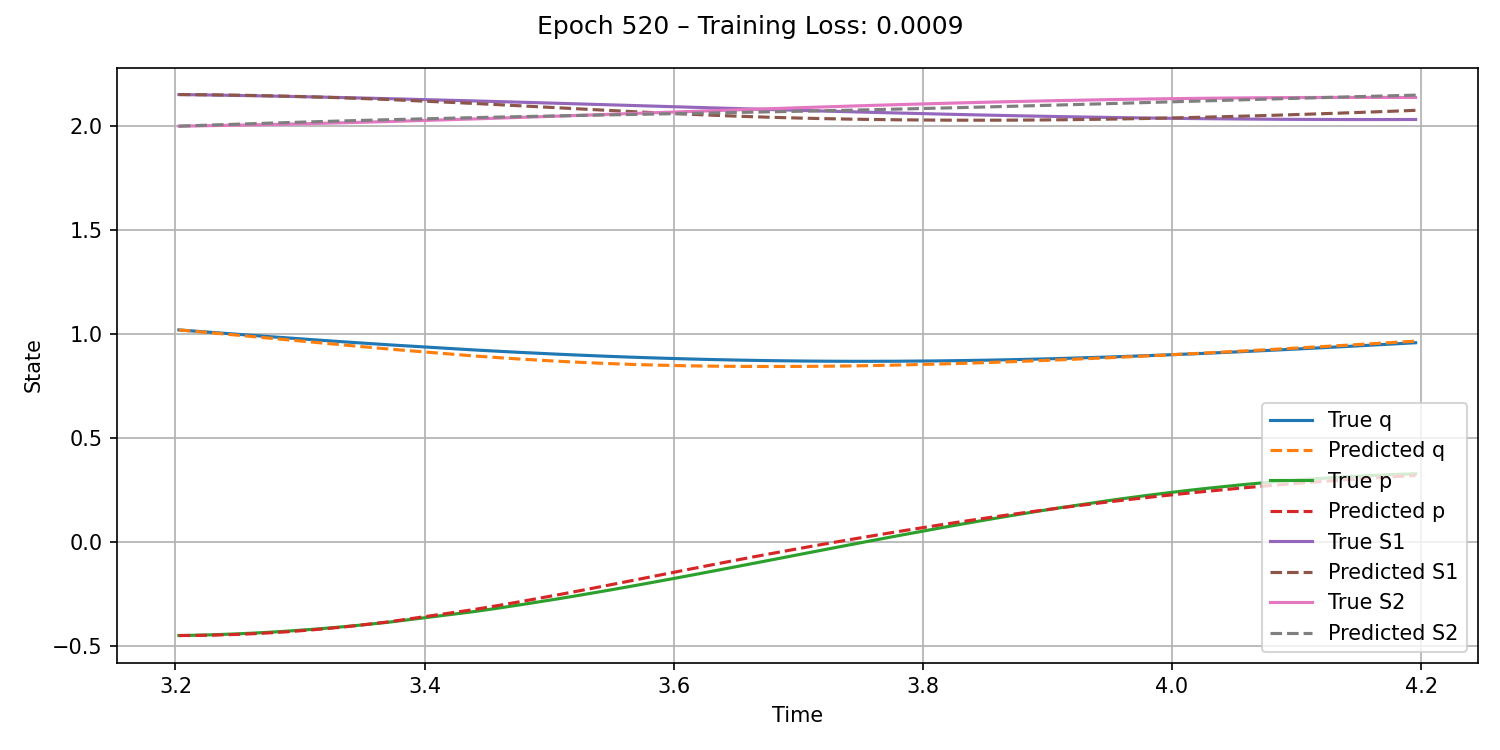 Epoch 520 – Training Loss: 0.0009
State
2.0
1.5
1.0
0.5
0.0
−0.5
True q
Predicted q
True p
Predicted p
True S1
Predicted S1
True S2
Predicted S2
3.2 3.4 3.6 3.8 4.0 4.2
Time